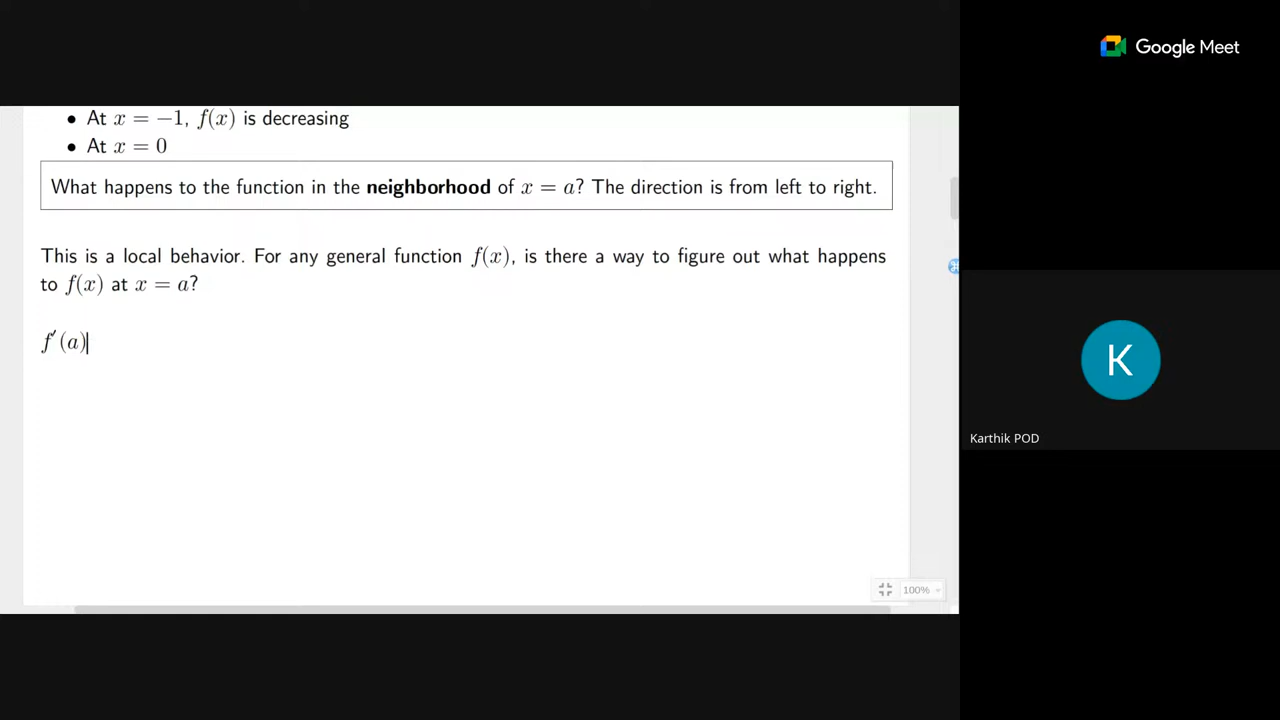 Google Meet
• At x = −1, f(x) is decreasing
• At x = 0
What happens to the function in the neighborhood of x = a? The direction is from left to right.
This is a local behavior. For any general function f(x), is there a way to figure out what happens
to f(x) at x = a?
f′(a)
K
Karthik POD
100%